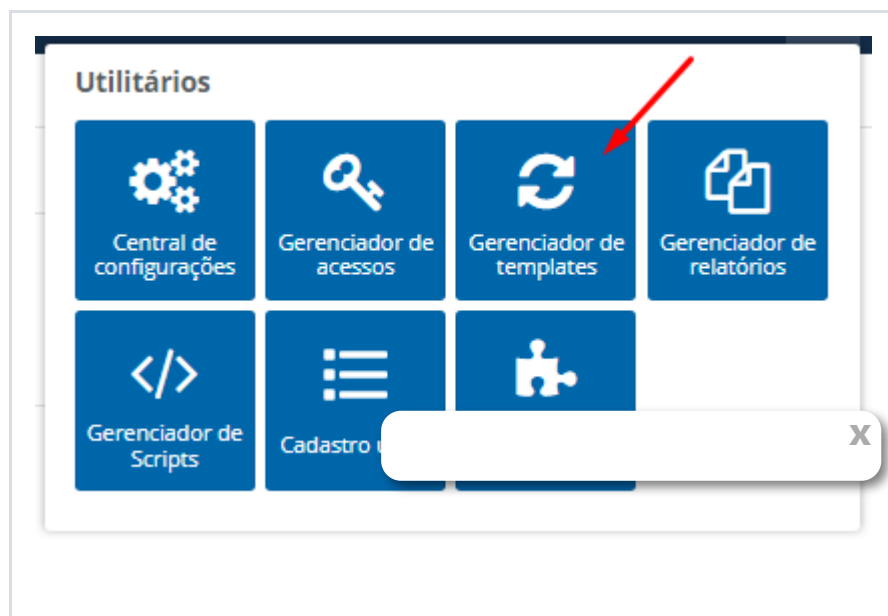 Utilitários
Central de
configurações
Gerenciador de
acessos
Gerenciador de
templates
Gerenciador de
relatórios
</>
Gerenciador de
Scripts
Cadastro
x